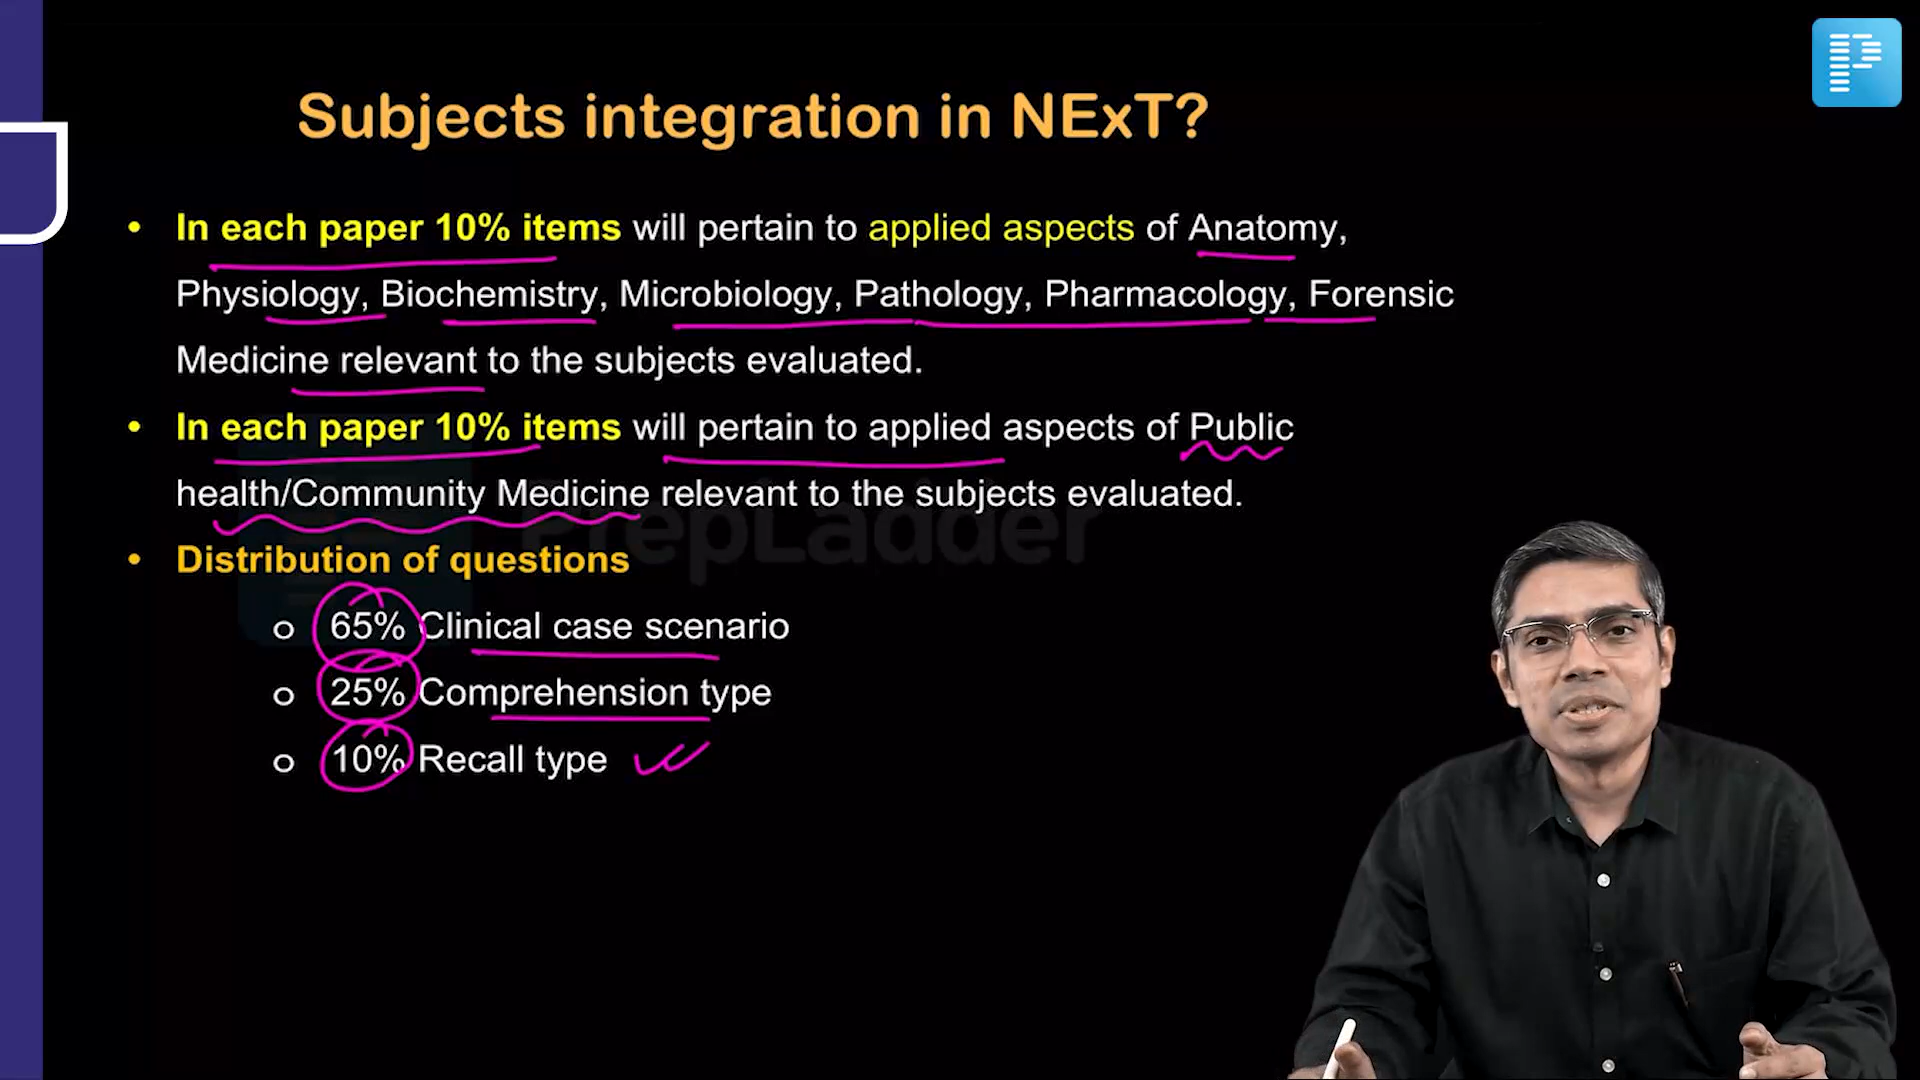 Subjects integration in NExT?
• In each paper 10% items will pertain to applied aspects of Anatomy,
Physiology, Biochemistry, Microbiology, Pathology, Pharmacology, Forensic
Medicine relevant to the subjects evaluated.
• In each paper 10% items will pertain to applied aspects of Public
health/Community Medicine relevant to the subjects evaluated.
PrepLadder
• Distribution of questions
o 65% Clinical case scenario
o 25% Comprehension type
o 10% Recall type